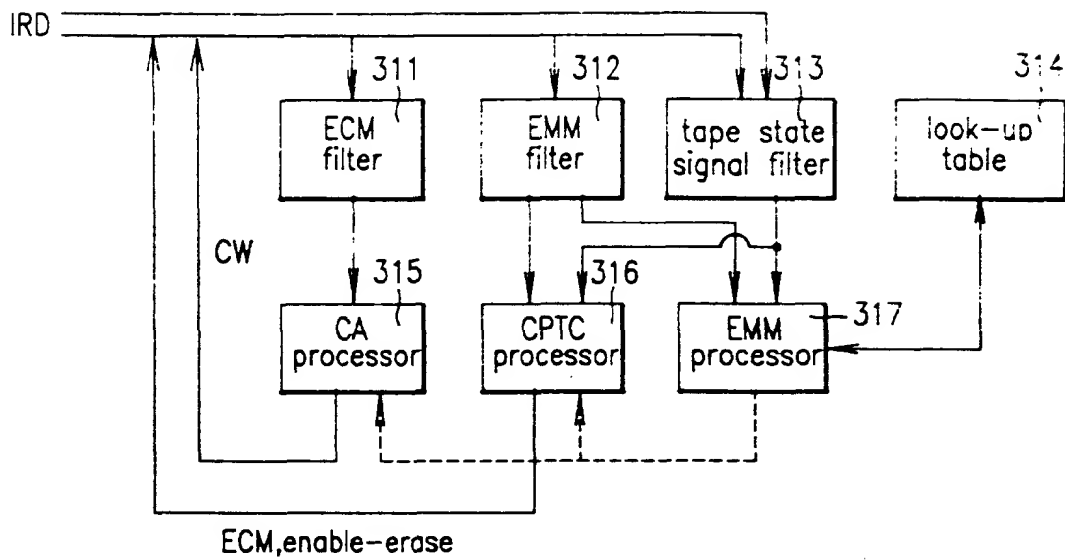 IRD
311
312
313
314
ECM
filter
EMM
filter
tape state
signal filter
look-up
table
CW
315
316
317
CA
processor
CPTC
processor
EMM
processor
ECM,enable-erase